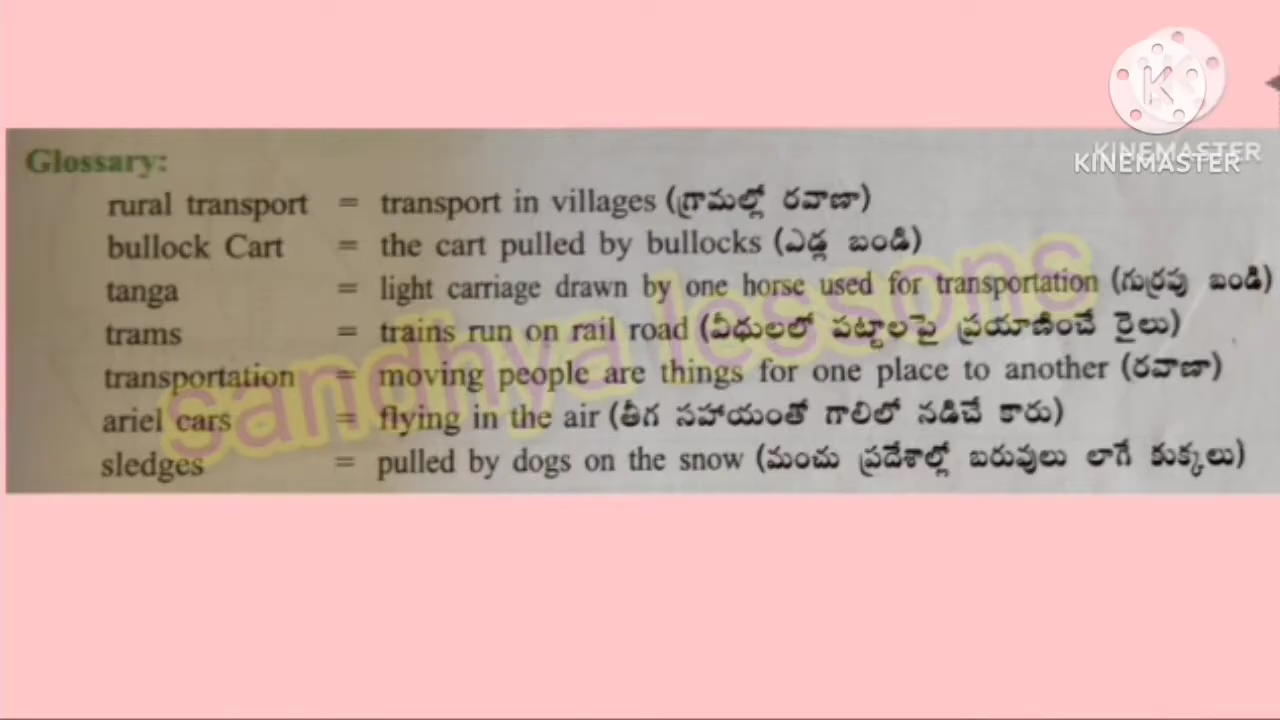 KINEMASTER
KINEMASTER
Glossary:
rural transport = transport in villages (గ్రామల్లో రవాణా)
bullock Cart = the cart pulled by bullocks (ఎడ్ల బండి)
tanga = light carriage drawn by one horse used for transportation (గుర్రపు బండి)
trams = trains run on rail road (వీధులలో పట్టాలపై ప్రయాణించే రైలు)
transportation = moving people are things for one place to another (రవాణా)
ariel cars = flying in the air (తీగ సహాయంతో గాలిలో నడిచే కారు)
sledges = pulled by dogs on the snow (మంచు ప్రదేశాల్లో బరువులు లాగే కుక్కలు)
sandhya lessons